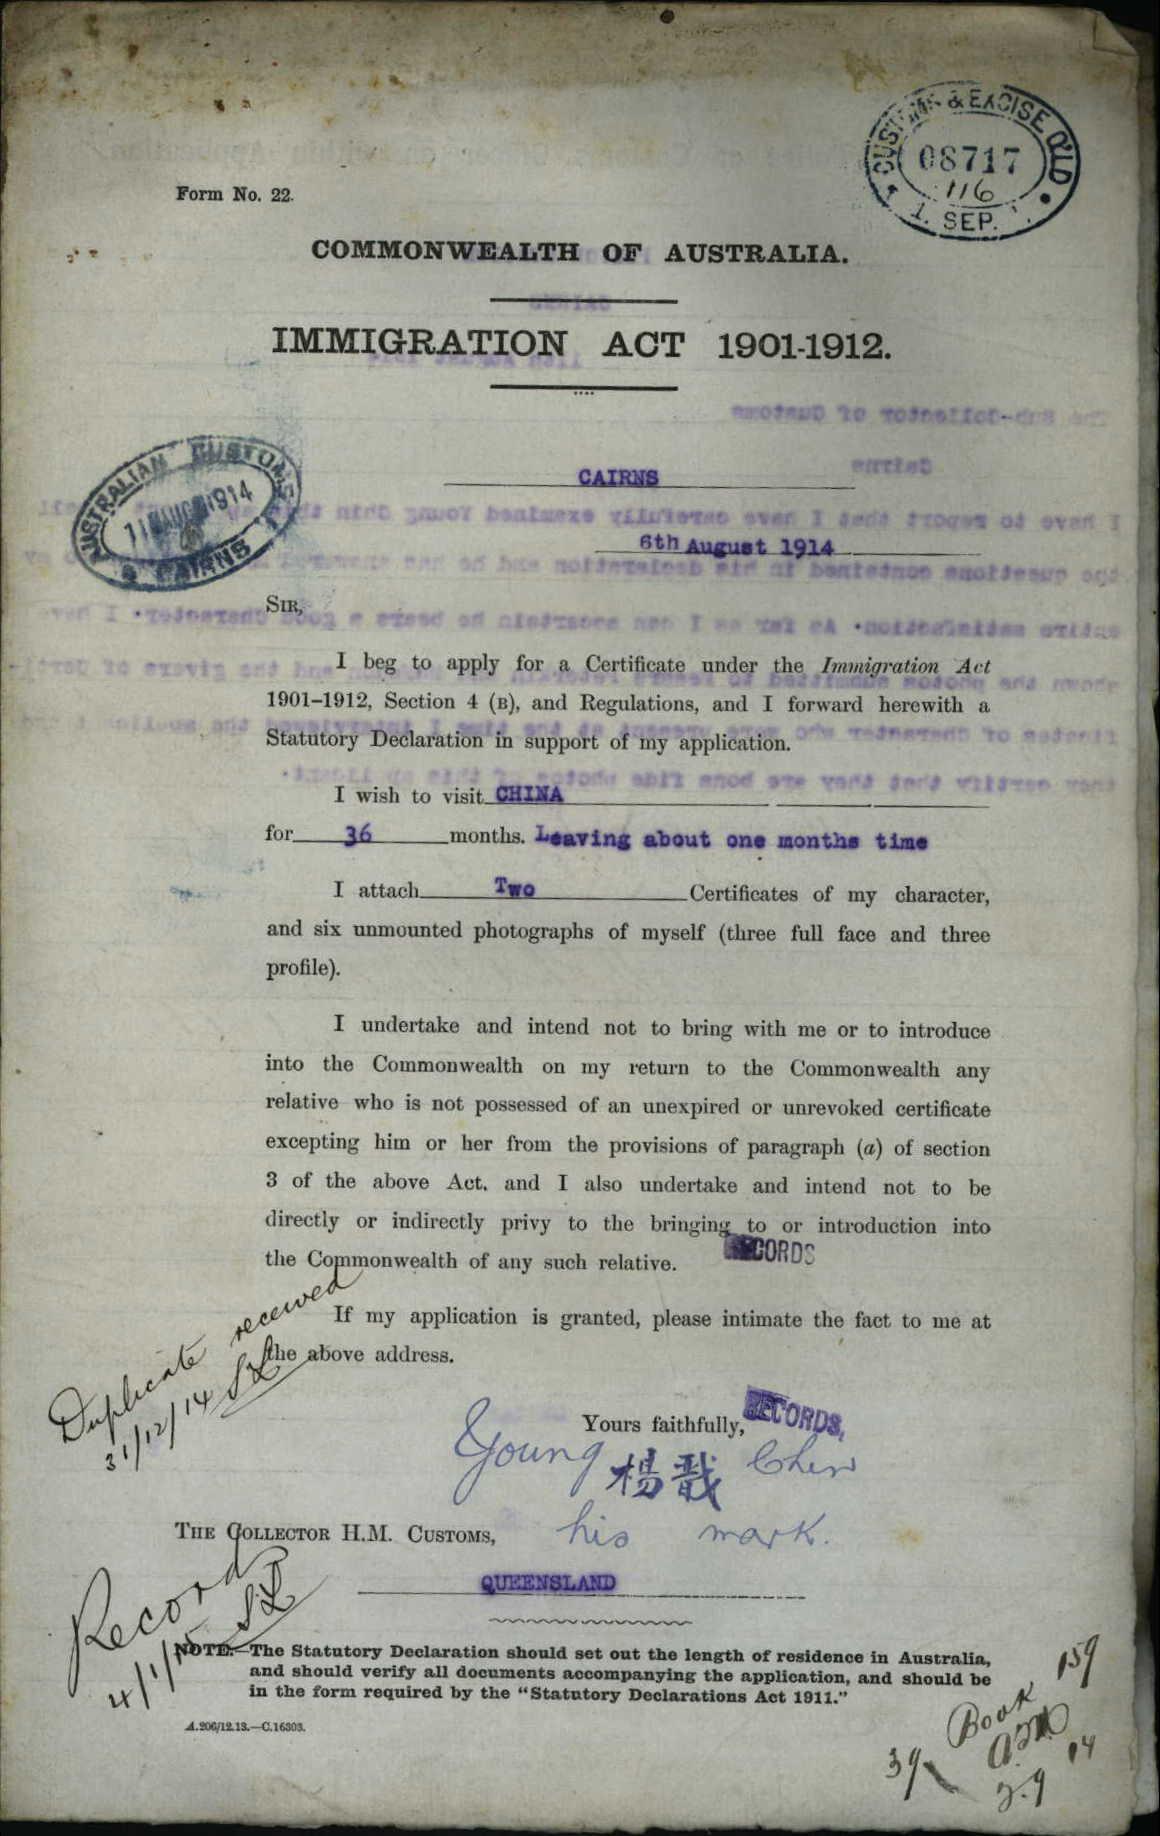 CUSTOMS & EXCISE Q'LD
08717
116
1. SEP.
Form No. 22.
COMMONWEALTH OF AUSTRALIA.
IMMIGRATION ACT 1901-1912.
AUSTRALIAN CUSTOMS
11 AUG 1914
CAIRNS
CAIRNS
6th August 1914
SIR,
I beg to apply for a Certificate under the Immigration Act
1901–1912, Section 4 (B), and Regulations, and I forward herewith a
Statutory Declaration in support of my application.
I wish to visit CHINA
for 36 months. Leaving about one months time
I attach Two Certificates of my character,
and six unmounted photographs of myself (three full face and three
profile).
I undertake and intend not to bring with me or to introduce
into the Commonwealth on my return to the Commonwealth any
relative who is not possessed of an unexpired or unrevoked certificate
excepting him or her from the provisions of paragraph (a) of section
3 of the above Act, and I also undertake and intend not to be
directly or indirectly privy to the bringing to or introduction into
the Commonwealth of any such relative.
RECORDS
If my application is granted, please intimate the fact to me at
the above address.
Duplicate received
31/12/14
Yours faithfully,
RECORDS.
Young 楊戩 Chin
his mark.
THE COLLECTOR H.M. CUSTOMS,
QUEENSLAND
Record
4/1/15
NOTE.—The Statutory Declaration should set out the length of residence in Australia,
and should verify all documents accompanying the application, and should be
in the form required by the "Statutory Declarations Act 1911."
A.206/12.13.—C.16303.
Book 159
39
3.9 14